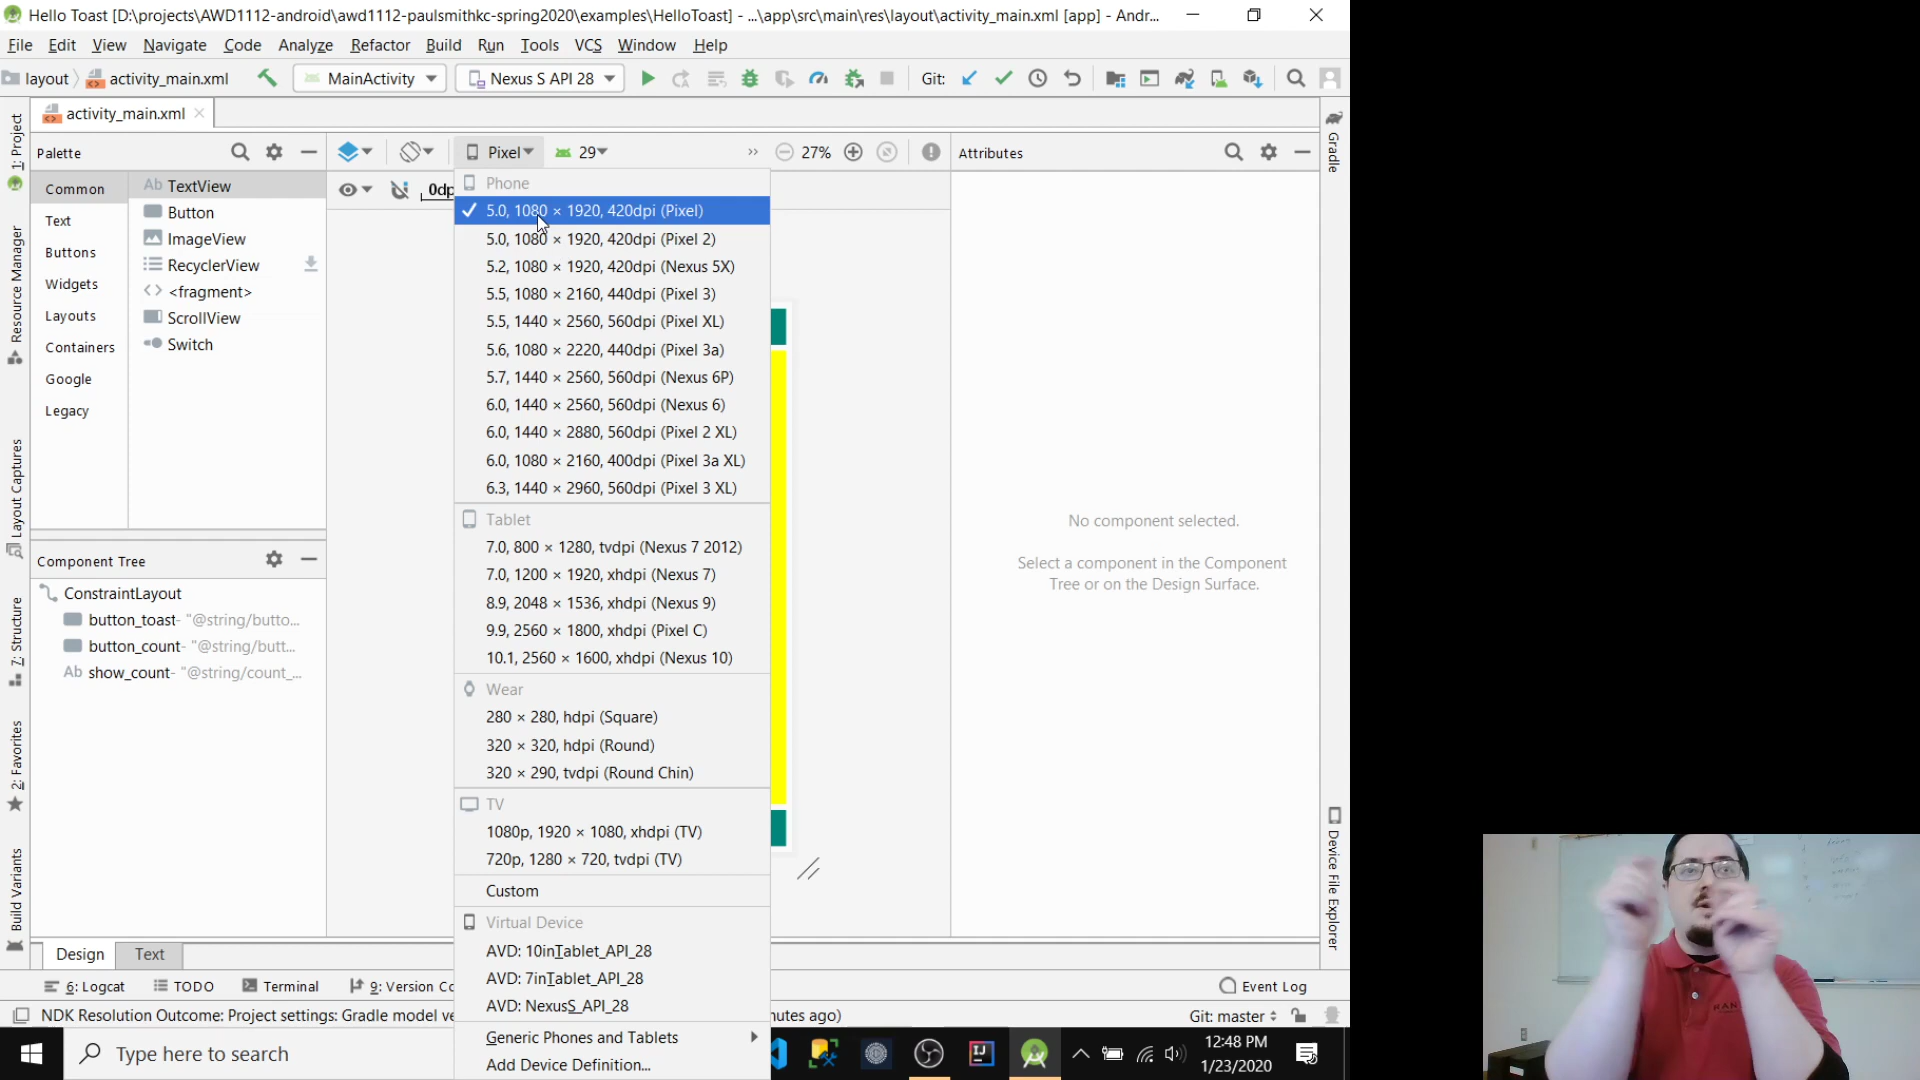 Hello Toast [D:\projects\AWD1112-android\awd1112-paulsmithkc-spring2020\examples\HelloToast] - ...\app\src\main\res\layout\activity_main.xml [app] - Andr...
File Edit View Navigate Code Analyze Refactor Build Run Tools VCS Window Help
layout activity_main.xml MainActivity Nexus S API 28 Git:
activity_main.xml
Palette Pixel 29 » 27% Attributes
0dp
Common
Text
Buttons
Widgets
Layouts
Containers
Google
Legacy
Ab TextView
Button
ImageView
RecyclerView
<> <fragment>
ScrollView
Switch
Phone
5.0, 1080 × 1920, 420dpi (Pixel)
5.0, 1080 × 1920, 420dpi (Pixel 2)
5.2, 1080 × 1920, 420dpi (Nexus 5X)
5.5, 1080 × 2160, 440dpi (Pixel 3)
5.5, 1440 × 2560, 560dpi (Pixel XL)
5.6, 1080 × 2220, 440dpi (Pixel 3a)
5.7, 1440 × 2560, 560dpi (Nexus 6P)
6.0, 1440 × 2560, 560dpi (Nexus 6)
6.0, 1440 × 2880, 560dpi (Pixel 2 XL)
6.0, 1080 × 2160, 400dpi (Pixel 3a XL)
6.3, 1440 × 2960, 560dpi (Pixel 3 XL)
Tablet
7.0, 800 × 1280, tvdpi (Nexus 7 2012)
7.0, 1200 × 1920, xhdpi (Nexus 7)
8.9, 2048 × 1536, xhdpi (Nexus 9)
9.9, 2560 × 1800, xhdpi (Pixel C)
10.1, 2560 × 1600, xhdpi (Nexus 10)
Wear
280 × 280, hdpi (Square)
320 × 320, hdpi (Round)
320 × 290, tvdpi (Round Chin)
TV
1080p, 1920 × 1080, xhdpi (TV)
720p, 1280 × 720, tvdpi (TV)
Custom
Virtual Device
AVD: 10inTablet_API_28
AVD: 7inTablet_API_28
AVD: NexusS_API_28
Generic Phones and Tablets
Add Device Definition...
No component selected.
Select a component in the Component
Tree or on the Design Surface.
Component Tree
ConstraintLayout
button_toast- "@string/butto...
button_count- "@string/butt...
Ab show_count- "@string/count_...
1: Project
Resource Manager
Layout Captures
7: Structure
2: Favorites
Build Variants
Gradle
Device File Explorer
Design Text
6: Logcat TODO Terminal 9: Version Co Event Log
NDK Resolution Outcome: Project settings: Gradle model ve nutes ago) Git: master
Type here to search
12:48 PM
1/23/2020